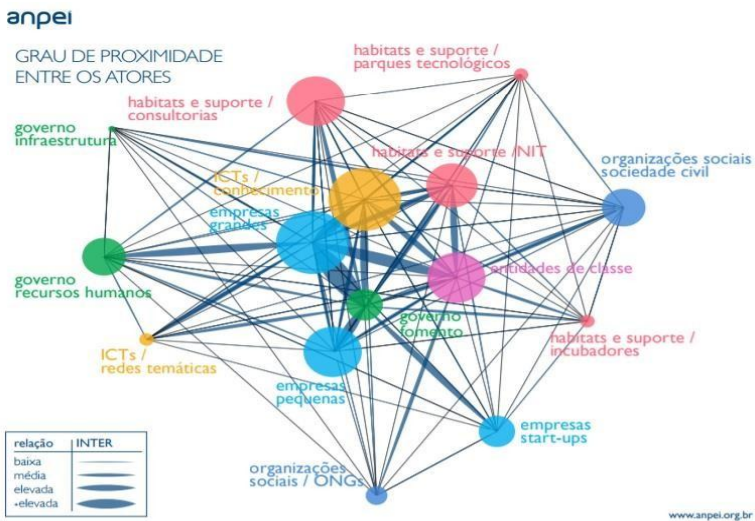 anpei
GRAU DE PROXIMIDADE
ENTRE OS ATORES
habitats e suporte /
parques tecnológicos
habitats e suporte /
consultorias
governo
infraestrutura
habitats e suporte /NIT
organizações sociais
sociedade civil
ICTs /
conhecimento
empresas
grandes
entidades de classe
governo
recursos humanos
governo
fomento
habitats e suporte /
incubadores
ICTs /
redes temáticas
empresas
pequenas
empresas
start-ups
organizações
sociais / ONGs
relação INTER
baixa
média
elevada
+elevada
www.anpei.org.br